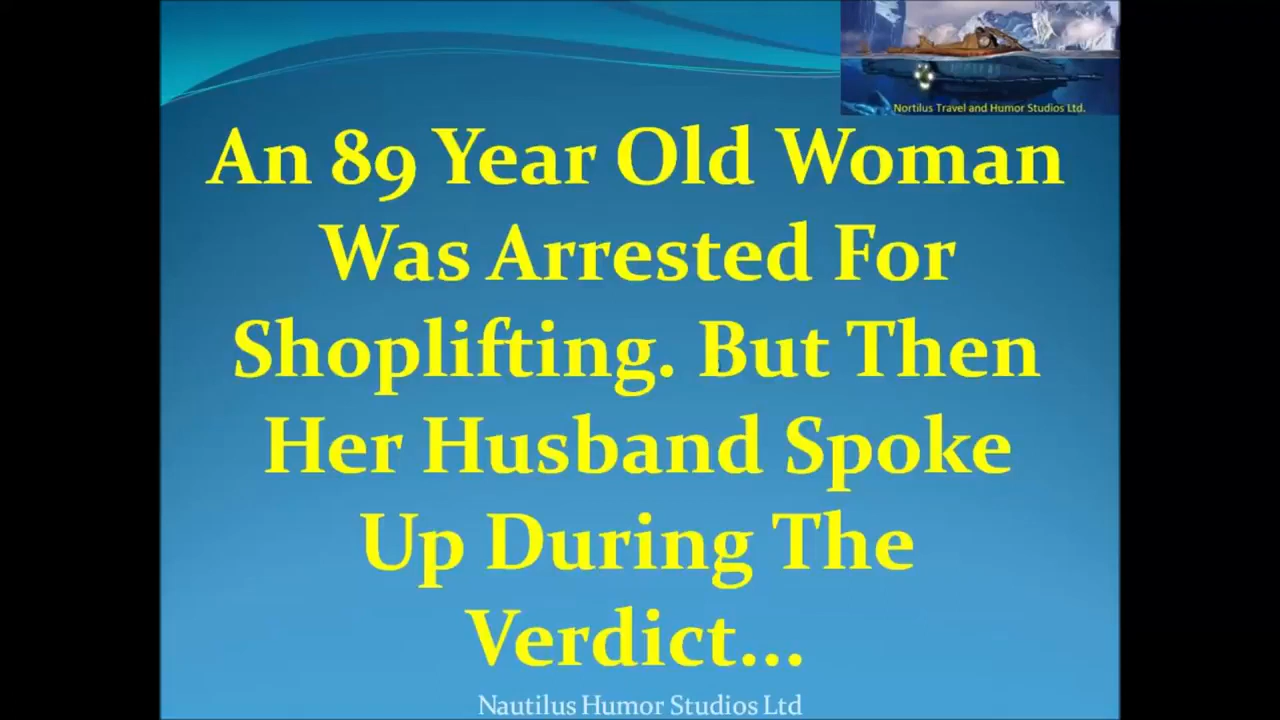 Nortilus Travel and Humor Studios Ltd.
An 89 Year Old Woman
Was Arrested For
Shoplifting. But Then
Her Husband Spoke
Up During The
Verdict...
Nautilus Humor Studios Ltd